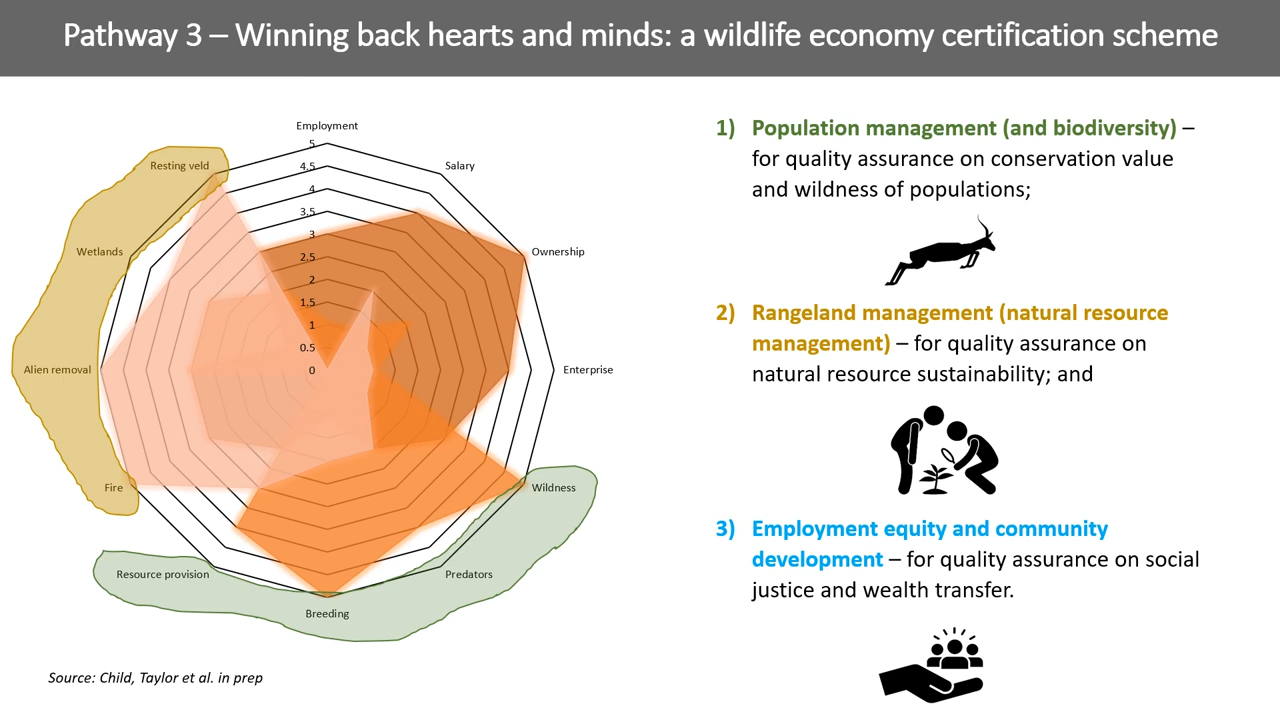 Pathway 3 – Winning back hearts and minds: a wildlife economy certification scheme
Employment
Salary
Ownership
Enterprise
Wildness
Predators
Breeding
Resource provision
Fire
Alien removal
Wetlands
Resting veld
5
4.5
4
3.5
3
2.5
2
1.5
1
0.5
0
Source: Child, Taylor et al. in prep
1) Population management (and biodiversity) –
for quality assurance on conservation value
and wildness of populations;
2) Rangeland management (natural resource
management) – for quality assurance on
natural resource sustainability; and
3) Employment equity and community
development – for quality assurance on social
justice and wealth transfer.